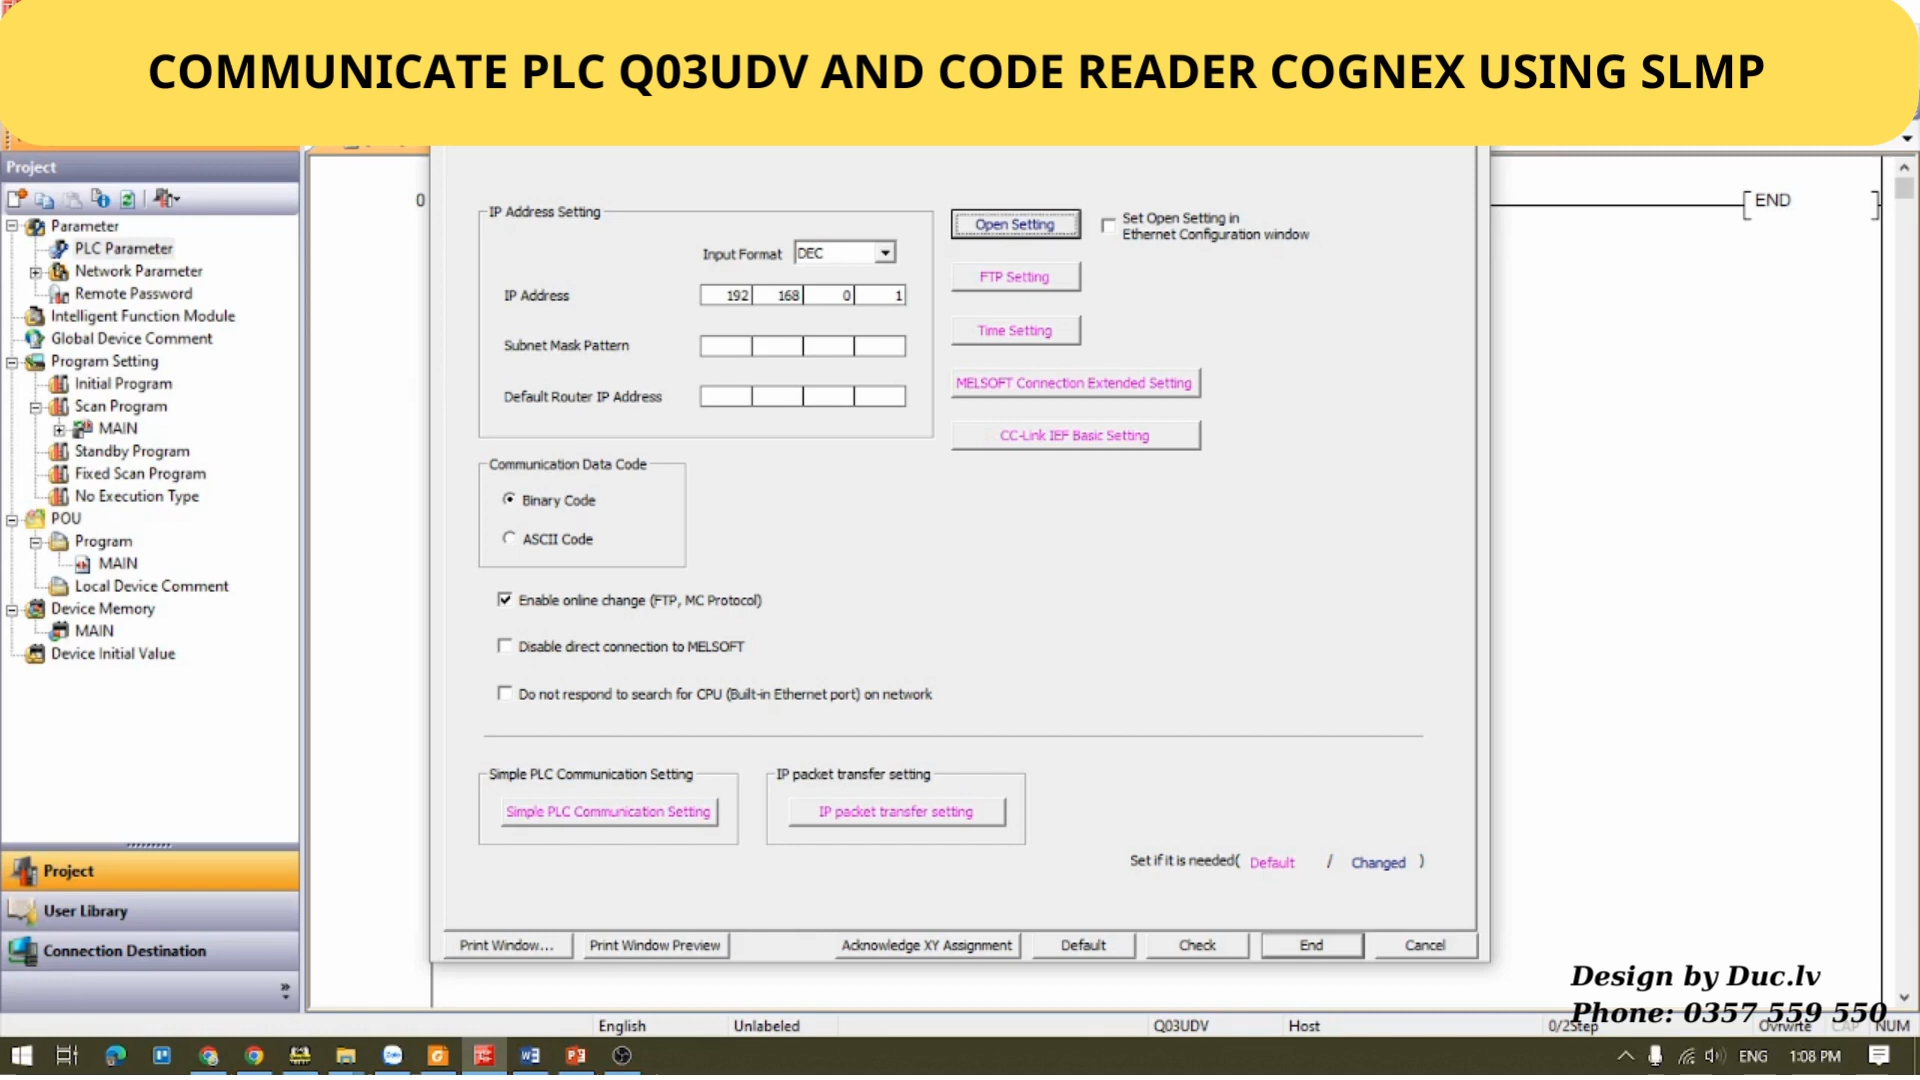 COMMUNICATE PLC Q03UDV AND CODE READER COGNEX USING SLMP
Project
Parameter
PLC Parameter
Network Parameter
Remote Password
Intelligent Function Module
Global Device Comment
Program Setting
Initial Program
Scan Program
MAIN
Standby Program
Fixed Scan Program
No Execution Type
POU
Program
MAIN
Local Device Comment
Device Memory
MAIN
Device Initial Value
Project
User Library
Connection Destination
0
END
IP Address Setting
Input Format DEC
IP Address 192 168 0 1
Subnet Mask Pattern
Default Router IP Address
Open Setting
Set Open Setting in
Ethernet Configuration window
FTP Setting
Time Setting
MELSOFT Connection Extended Setting
CC-Link IEF Basic Setting
Communication Data Code
Binary Code
ASCII Code
Enable online change (FTP, MC Protocol)
Disable direct connection to MELSOFT
Do not respond to search for CPU (Built-in Ethernet port) on network
Simple PLC Communication Setting
Simple PLC Communication Setting
IP packet transfer setting
IP packet transfer setting
Set if it is needed( Default / Changed )
Print Window... Print Window Preview Acknowledge XY Assignment Default Check End Cancel
Design by Duc.lv
Phone: 0357 559 550
English Unlabeled Q03UDV Host 0/2Step Ovrwrte CAP NUM
ENG 1:08 PM